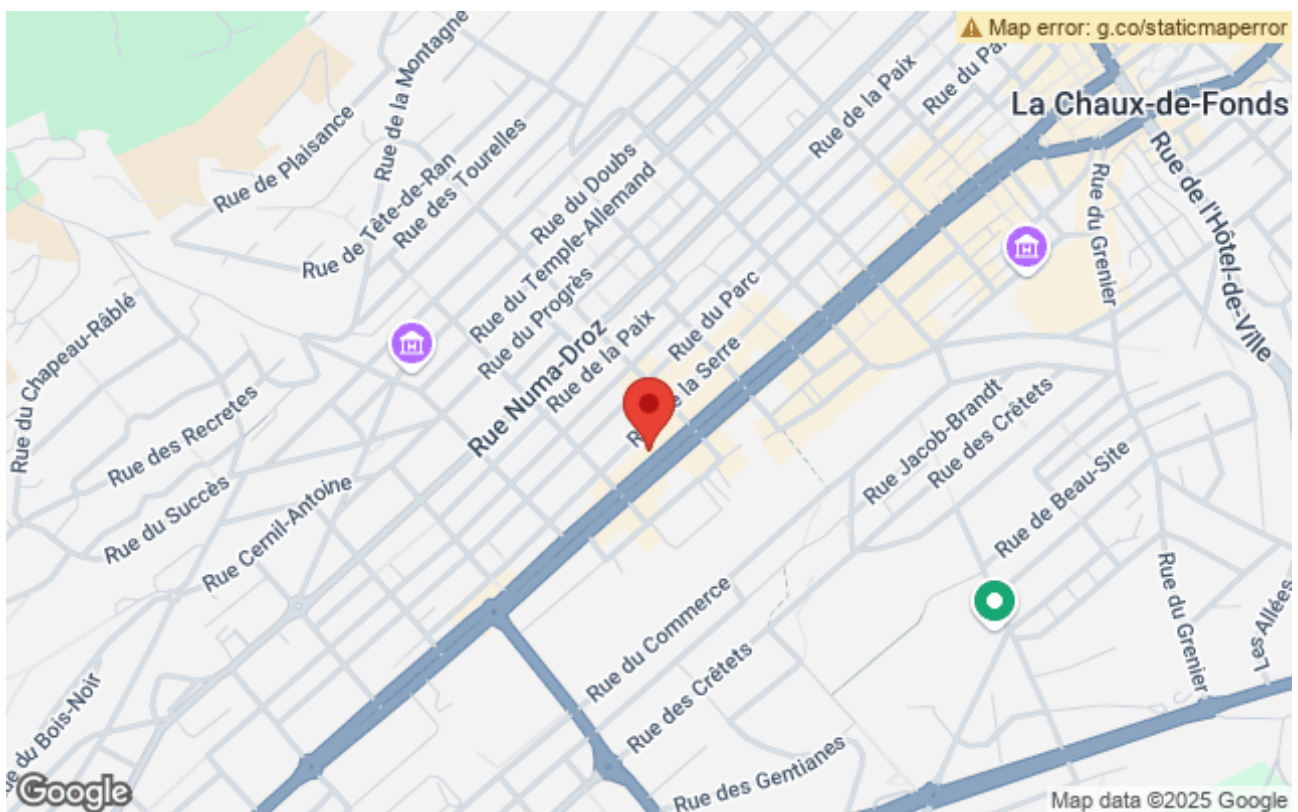 Map error: g.co/staticmaperror
La Chaux-de-Fonds
Rue de la Montagne
Rue de Plaisance
Rue de la Paix
Rue du Par
Rue des Tourelles
Rue de Tête-de-Ran
Rue du Doubs
Rue du Temple-Allemand
Rue de l'Hôtel-de-Ville
Rue du Grenier
Rue du Progrès
Rue du Parc
Rue de la Paix
Rue Numa-Droz
la Serre
Rue du Chapeau-Râblé
Rue des Recretes
Rue Jacob-Brandt
Rue des Crêtets
Rue du Succès
Rue Cernil-Antoine
Rue de Beau-Site
Rue du Commerce
Rue du Grenier
Les Allées
Rue des Crêtets
Bois-Noir
Rue des Gentianes
Google
Map data ©2025 Google